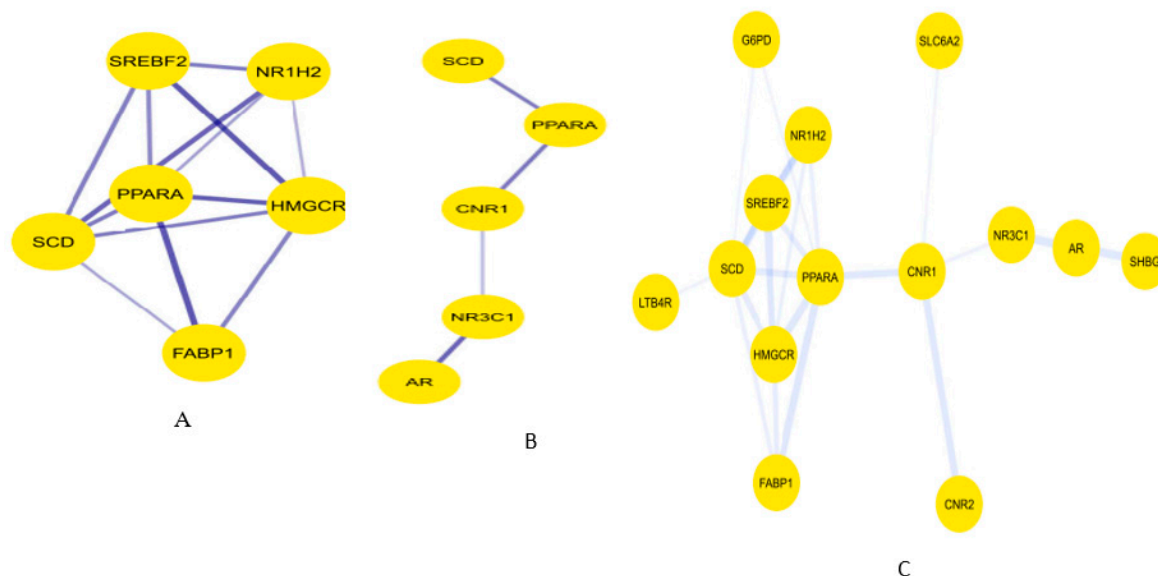 SREBF2
NR1H2
PPARA
HMGCR
SCD
FABP1
A
SCD
PPARA
CNR1
NR3C1
AR
B
G6PD
SLC6A2
NR1H2
SREBF2
NR3C1
AR
SHBG
SCD
PPARA
CNR1
LTB4R
HMGCR
FABP1
CNR2
C